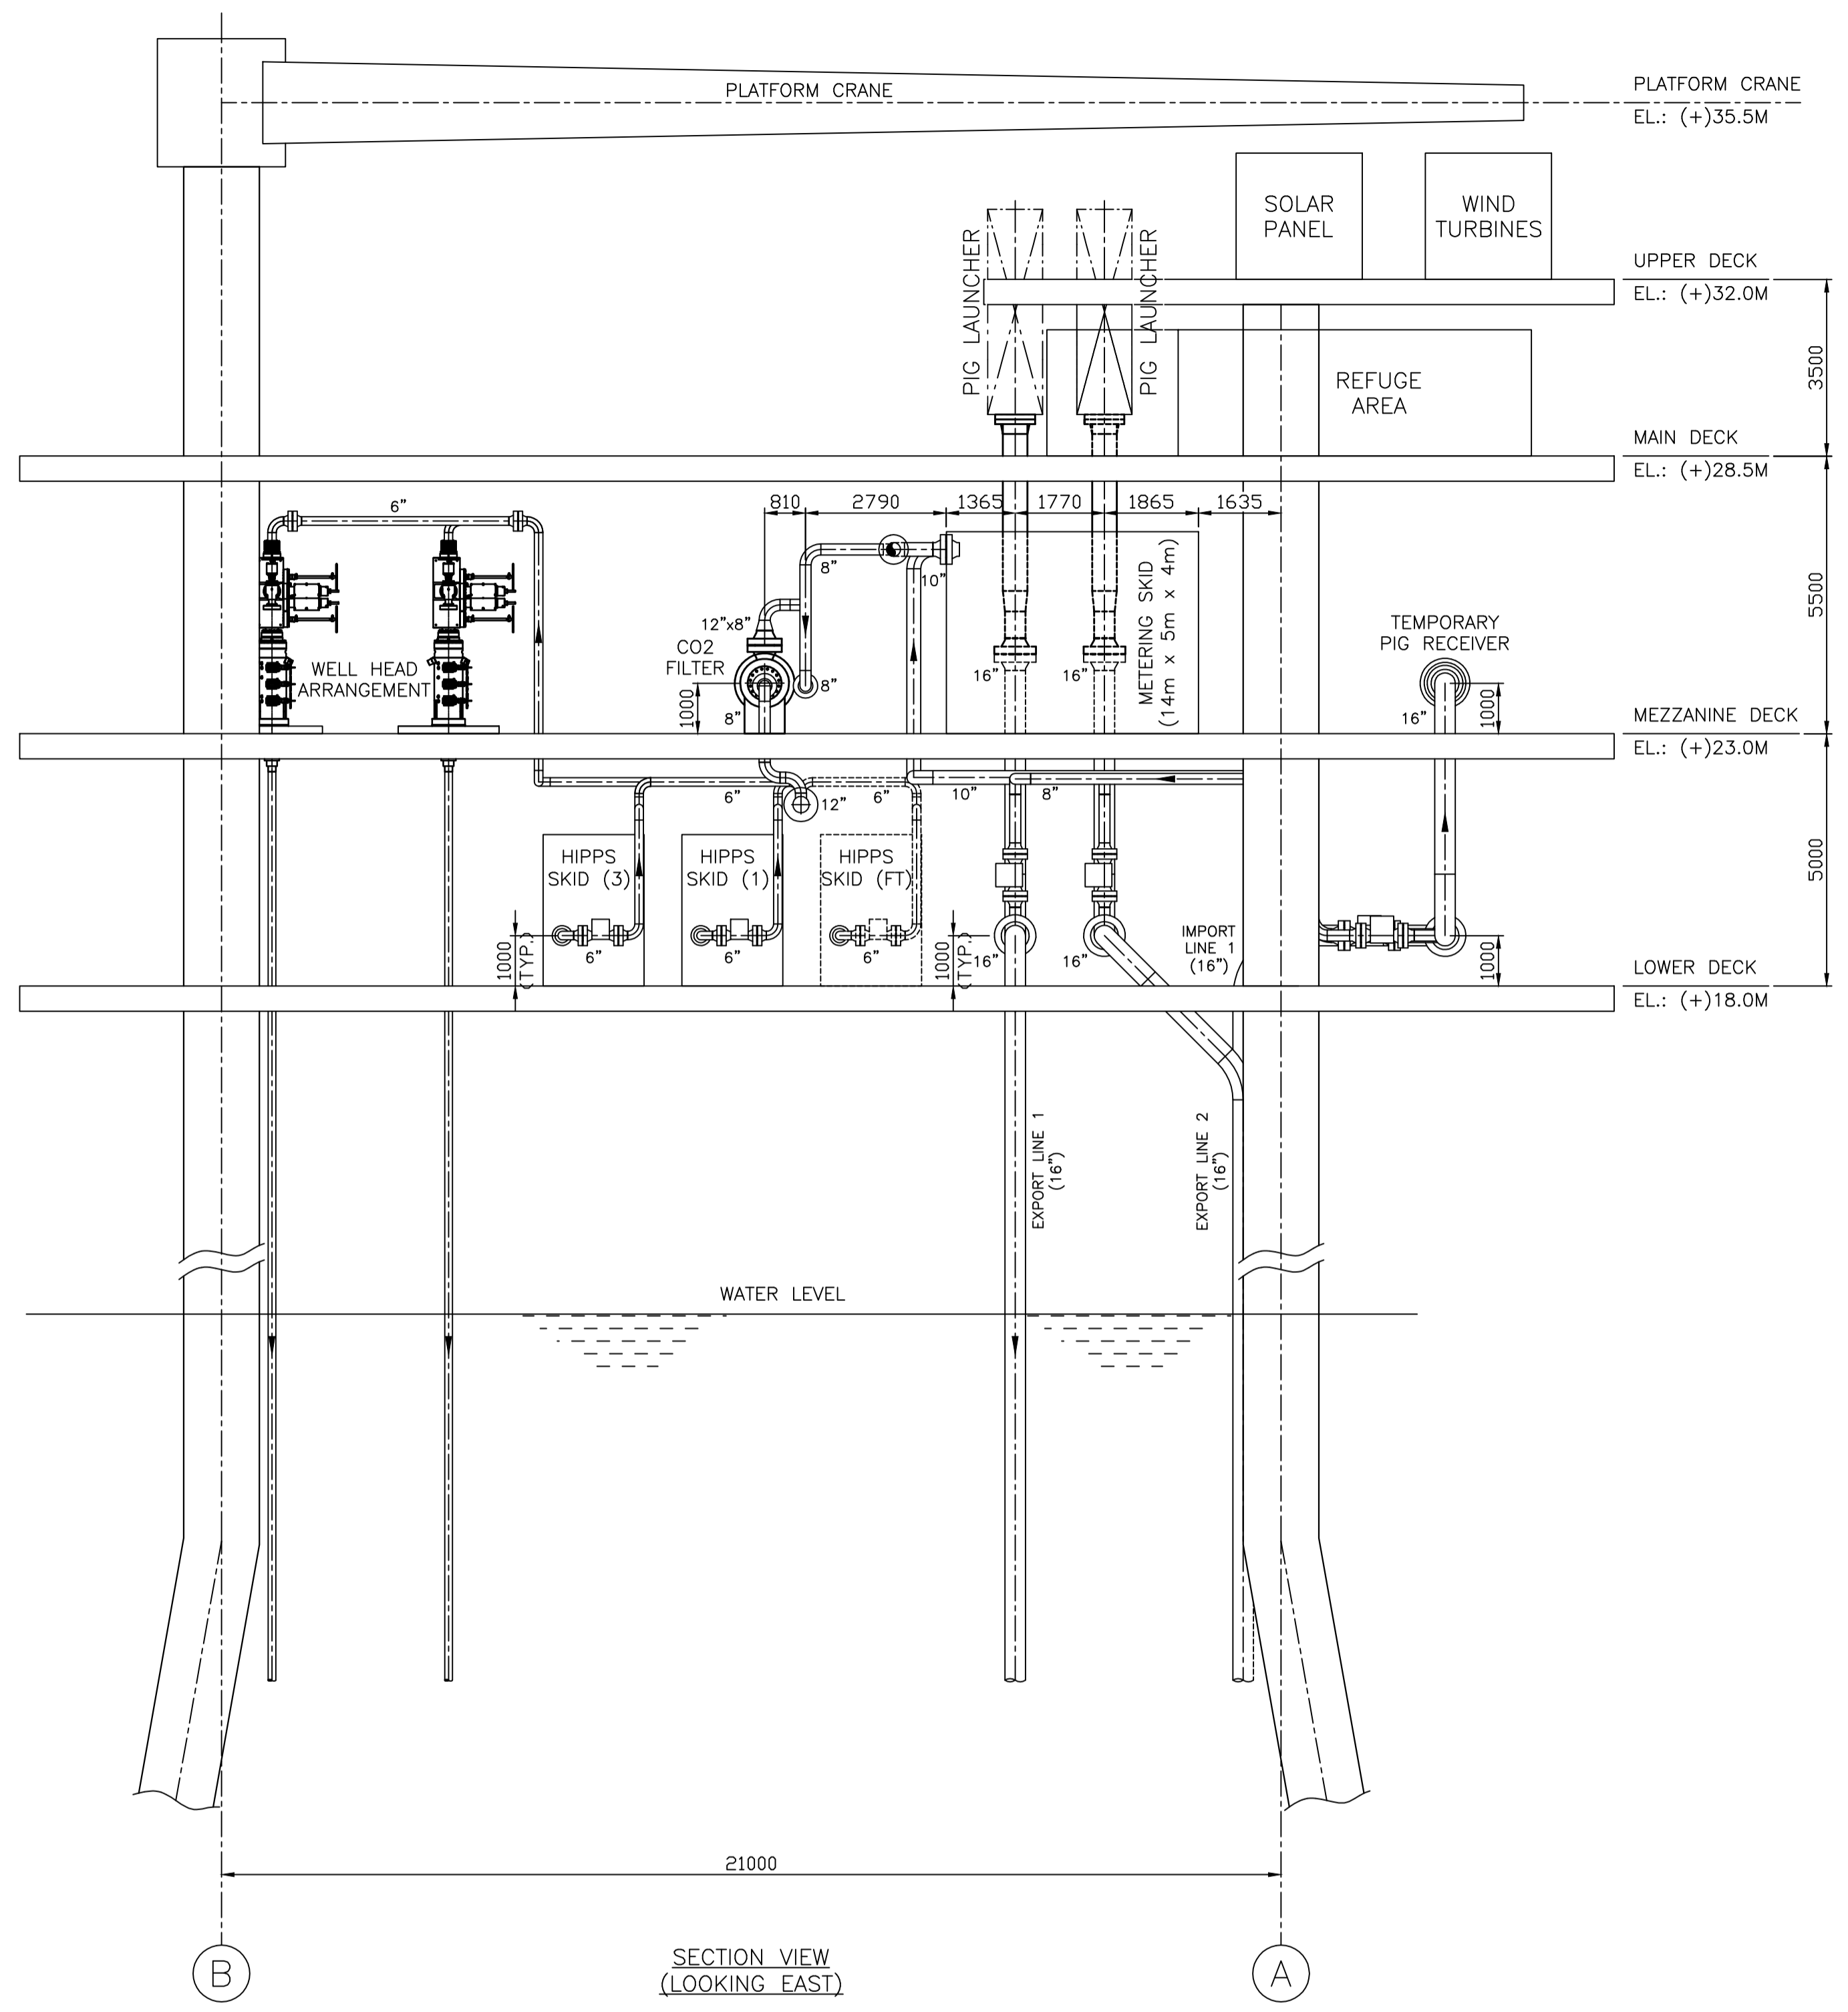 PLATFORM CRANE
PLATFORM CRANE
EL.: (+)35.5M
SOLAR
PANEL
WIND
TURBINES
PIG LAUNCHER
PIG LAUNCHER
UPPER DECK
EL.: (+)32.0M
3500
REFUGE
AREA
MAIN DECK
EL.: (+)28.5M
6"
810
2790
1365
1770
1865
1635
8"
10"
METERING SKID
(14m x 5m x 4m)
5500
12"x8"
CO2
FILTER
WELL HEAD
ARRANGEMENT
1000
8"
8"
16"
16"
TEMPORARY
PIG RECEIVER
16"
1000
MEZZANINE DECK
EL.: (+)23.0M
6"
12"
6"
10"
8"
HIPPS
SKID (3)
HIPPS
SKID (1)
HIPPS
SKID (FT)
5000
1000
(TYP.)
6"
6"
6"
1000
(TYP.)
16"
16"
IMPORT
LINE 1
(16")
1000
LOWER DECK
EL.: (+)18.0M
EXPORT LINE 1
(16")
EXPORT LINE 2
(16")
WATER LEVEL
21000
B
A
SECTION VIEW
(LOOKING EAST)